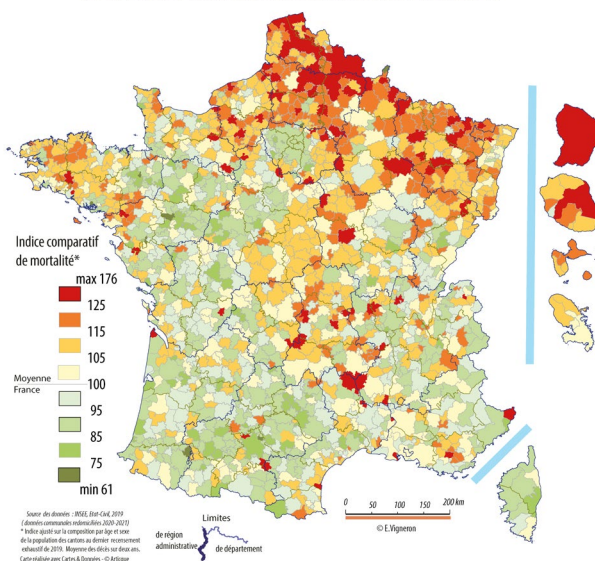 Indice comparatif
de mortalité*
max 176
125
115
105
Moyenne
100
France
95
85
75
min 61
Source des données : INSEE, Etat-Civil, 2019
(données communales redensifiées 2020-2021)
* Indice ajusté sur la composition par âge et sexe
de la population des cantons au dernier recensement
exhaustif de 2019. Moyenne des décès sur deux ans.
Carte réalisée avec Cartes & Données - © Artique
Limites
de région
administrative
de département
0 50 100 150 200 km
© E.Vigneron